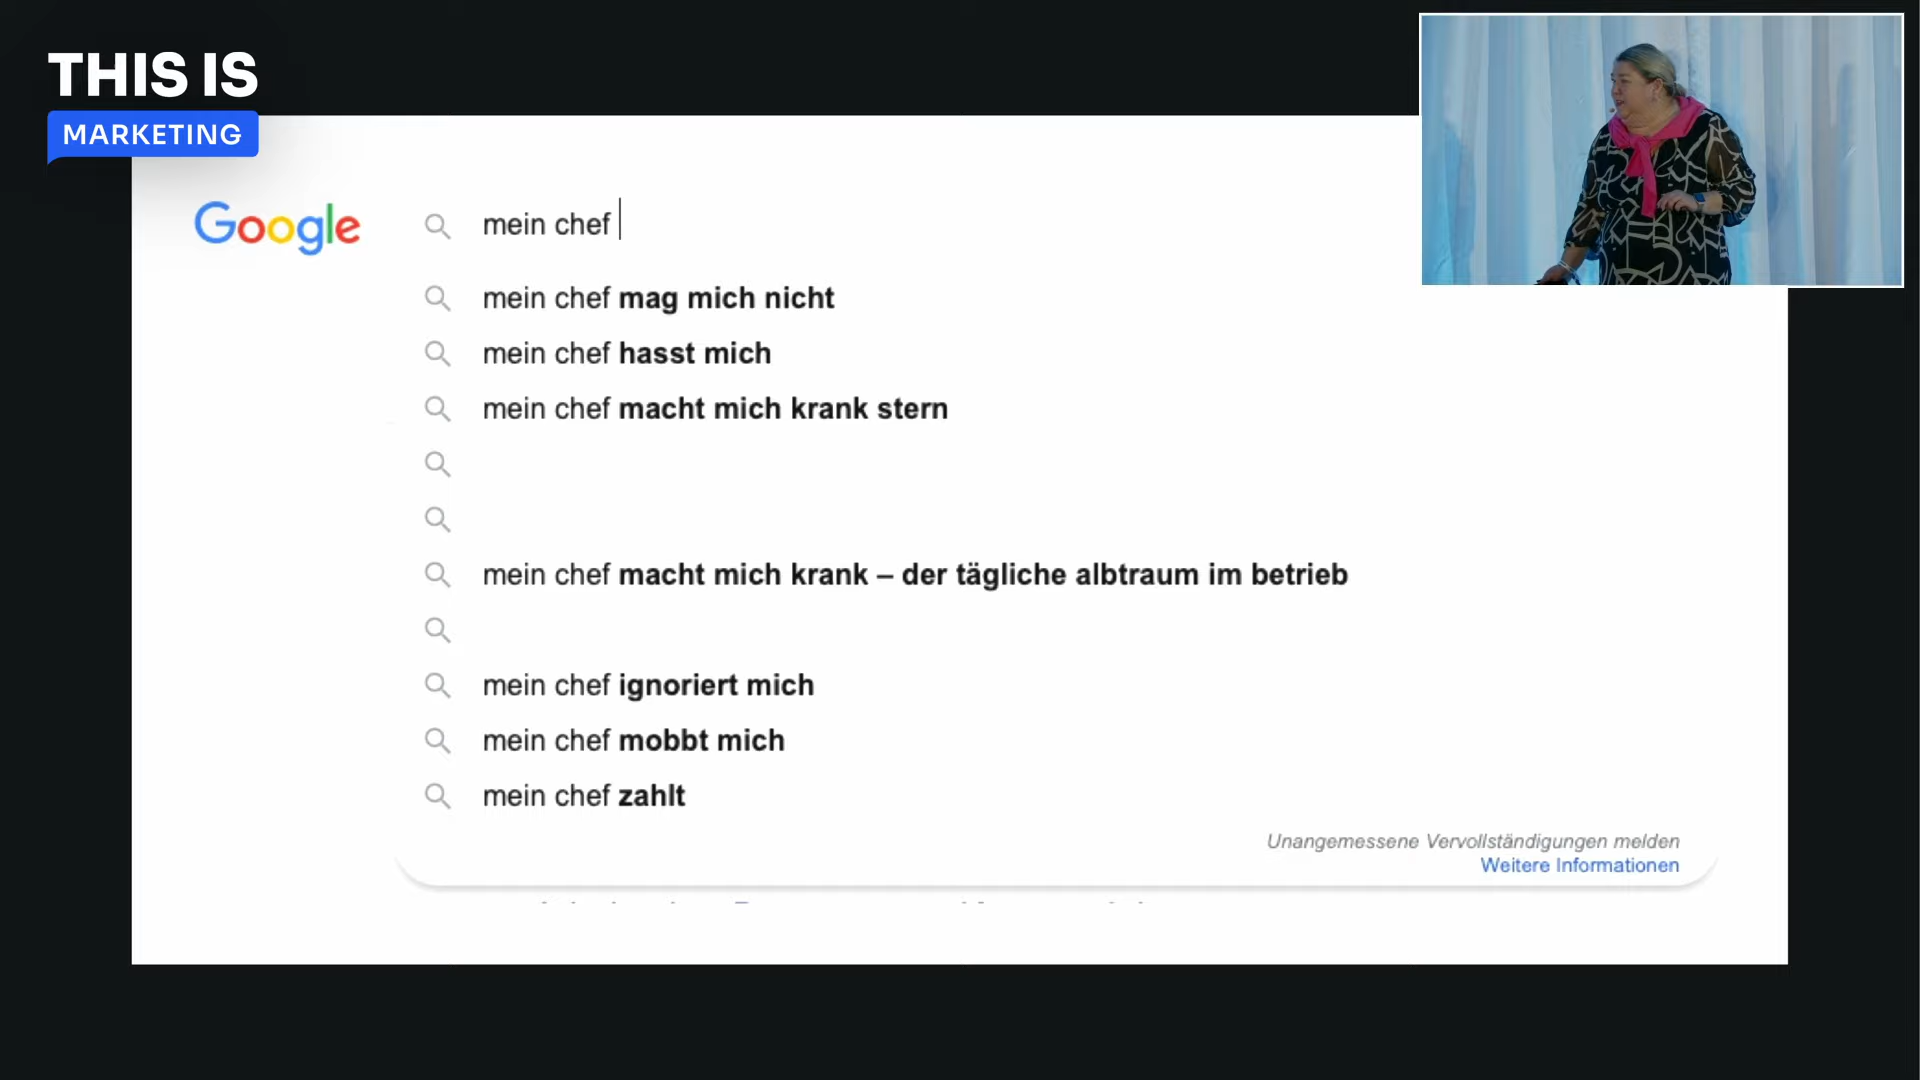 THIS IS
MARKETING
Google
mein chef
mein chef mag mich nicht
mein chef hasst mich
mein chef macht mich krank stern
mein chef macht mich krank – der tägliche albtraum im betrieb
mein chef ignoriert mich
mein chef mobbt mich
mein chef zahlt
Unangemessene Vervollständigungen melden
Weitere Informationen